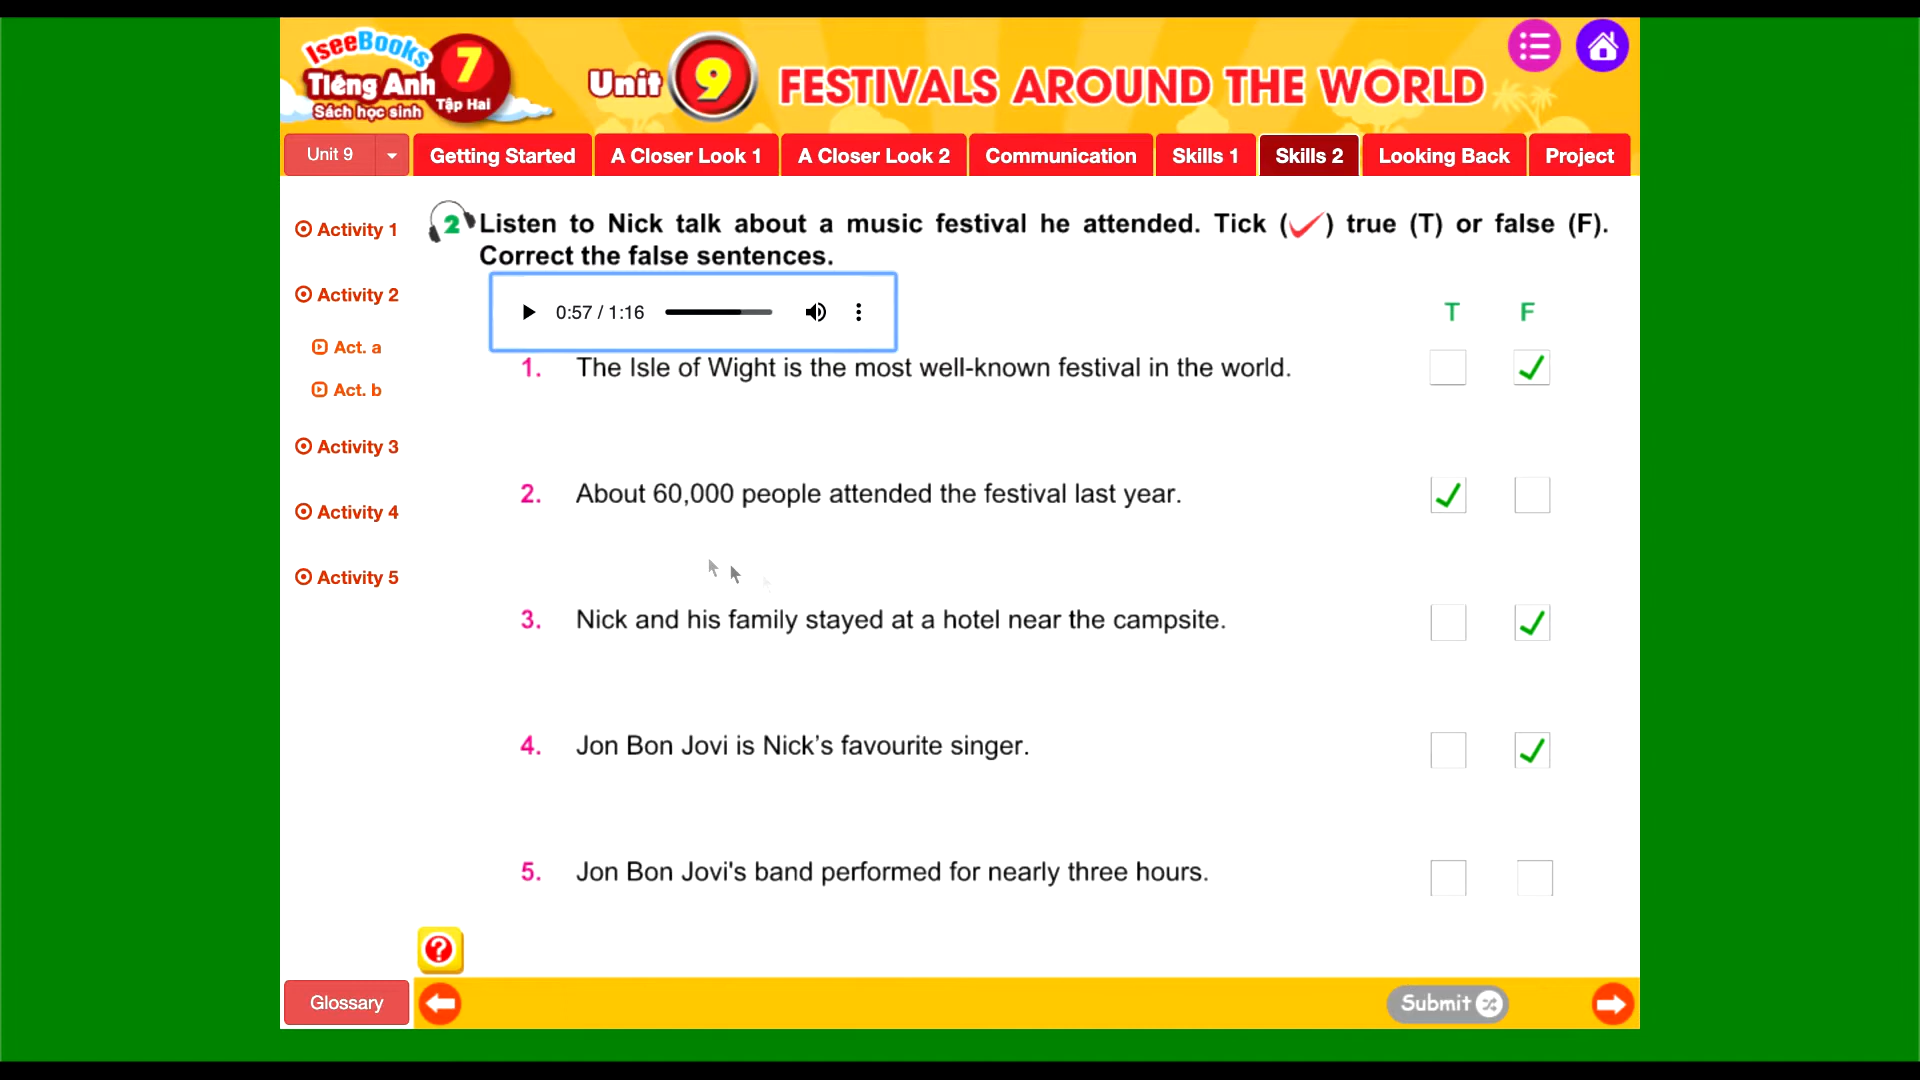 IseeBooks
Tiếng Anh 7
Sách học sinh Tập Hai
Unit 9 FESTIVALS AROUND THE WORLD
Unit 9 Getting Started A Closer Look 1 A Closer Look 2 Communication Skills 1 Skills 2 Looking Back Project
Activity 1
Activity 2
Act. a
Act. b
Activity 3
Activity 4
Activity 5
2 Listen to Nick talk about a music festival he attended. Tick (✓) true (T) or false (F).
Correct the false sentences.
0:57 / 1:16
T F
1. The Isle of Wight is the most well-known festival in the world.
2. About 60,000 people attended the festival last year.
3. Nick and his family stayed at a hotel near the campsite.
4. Jon Bon Jovi is Nick’s favourite singer.
5. Jon Bon Jovi's band performed for nearly three hours.
?
Glossary
Submit